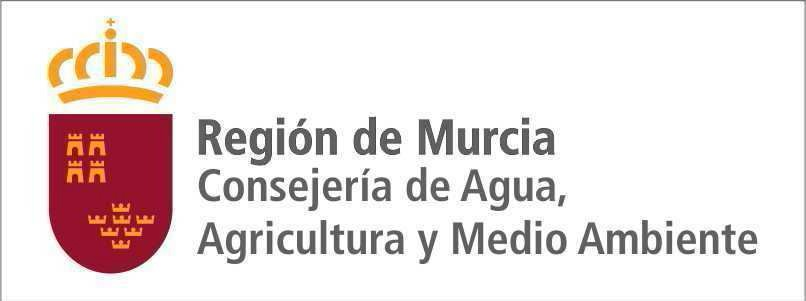 Región de Murcia
Consejería de Agua,
Agricultura y Medio Ambiente